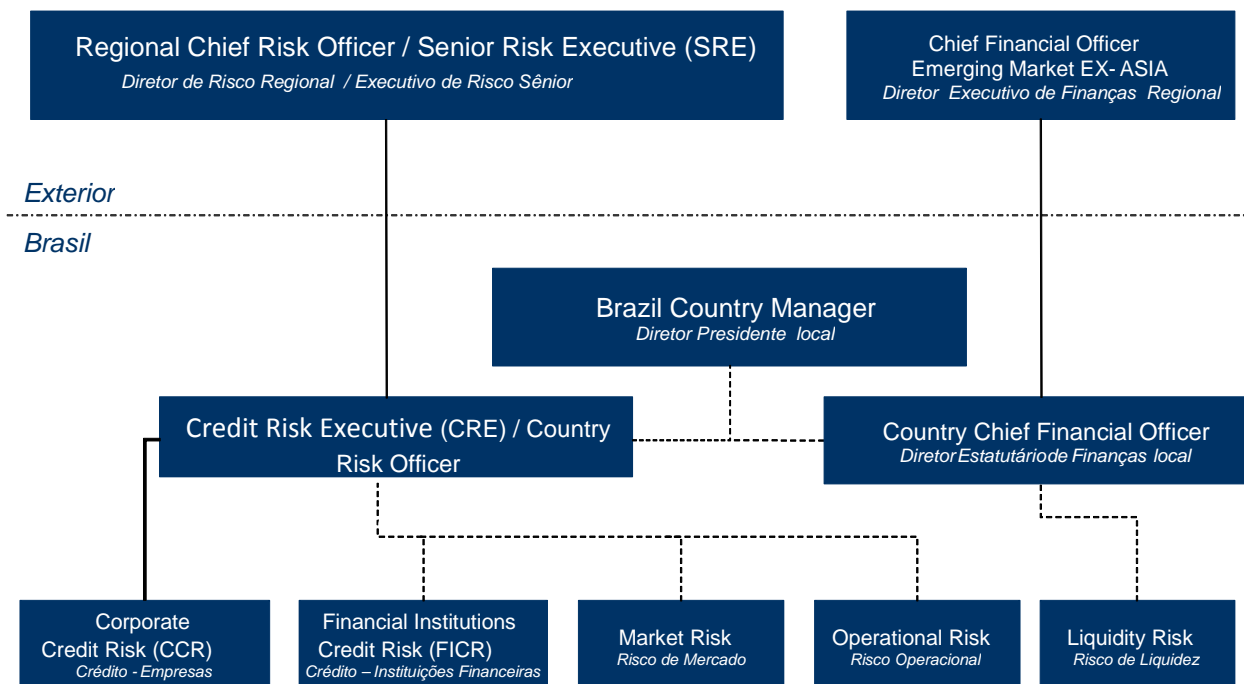 Regional Chief Risk Officer / Senior Risk Executive (SRE)
Diretor de Risco Regional / Executivo de Risco Sênior
Chief Financial Officer
Emerging Market EX- ASIA
Diretor Executivo de Finanças Regional
Exterior
Brasil
Brazil Country Manager
Diretor Presidente local
Credit Risk Executive (CRE) / Country
Risk Officer
Country Chief Financial Officer
Diretor Estatutáriode Finanças local
Corporate
Credit Risk (CCR)
Crédito - Empresas
Financial Institutions
Credit Risk (FICR)
Crédito – Instituições Financeiras
Market Risk
Risco de Mercado
Operational Risk
Risco Operacional
Liquidity Risk
Risco de Liquidez